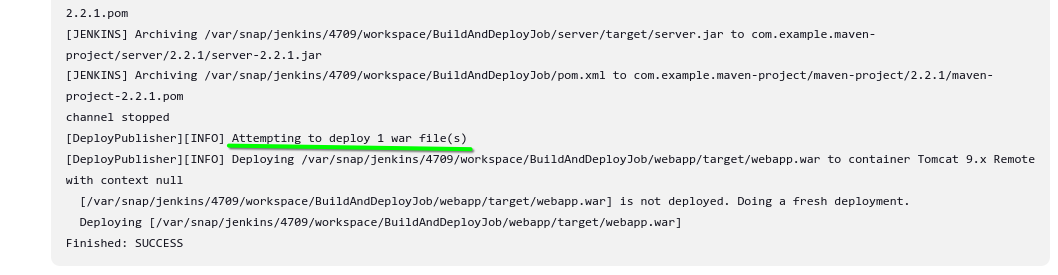 2.2.1.pom
[JENKINS] Archiving /var/snap/jenkins/4709/workspace/BuildAndDeployJob/server/target/server.jar to com.example.maven-
project/server/2.2.1/server-2.2.1.jar
[JENKINS] Archiving /var/snap/jenkins/4709/workspace/BuildAndDeployJob/pom.xml to com.example.maven-project/maven-project/2.2.1/maven-
project-2.2.1.pom
channel stopped
[DeployPublisher][INFO] Attempting to deploy 1 war file(s)
[DeployPublisher][INFO] Deploying /var/snap/jenkins/4709/workspace/BuildAndDeployJob/webapp/target/webapp.war to container Tomcat 9.x Remote
with context null
  [/var/snap/jenkins/4709/workspace/BuildAndDeployJob/webapp/target/webapp.war] is not deployed. Doing a fresh deployment.
  Deploying [/var/snap/jenkins/4709/workspace/BuildAndDeployJob/webapp/target/webapp.war]
Finished: SUCCESS